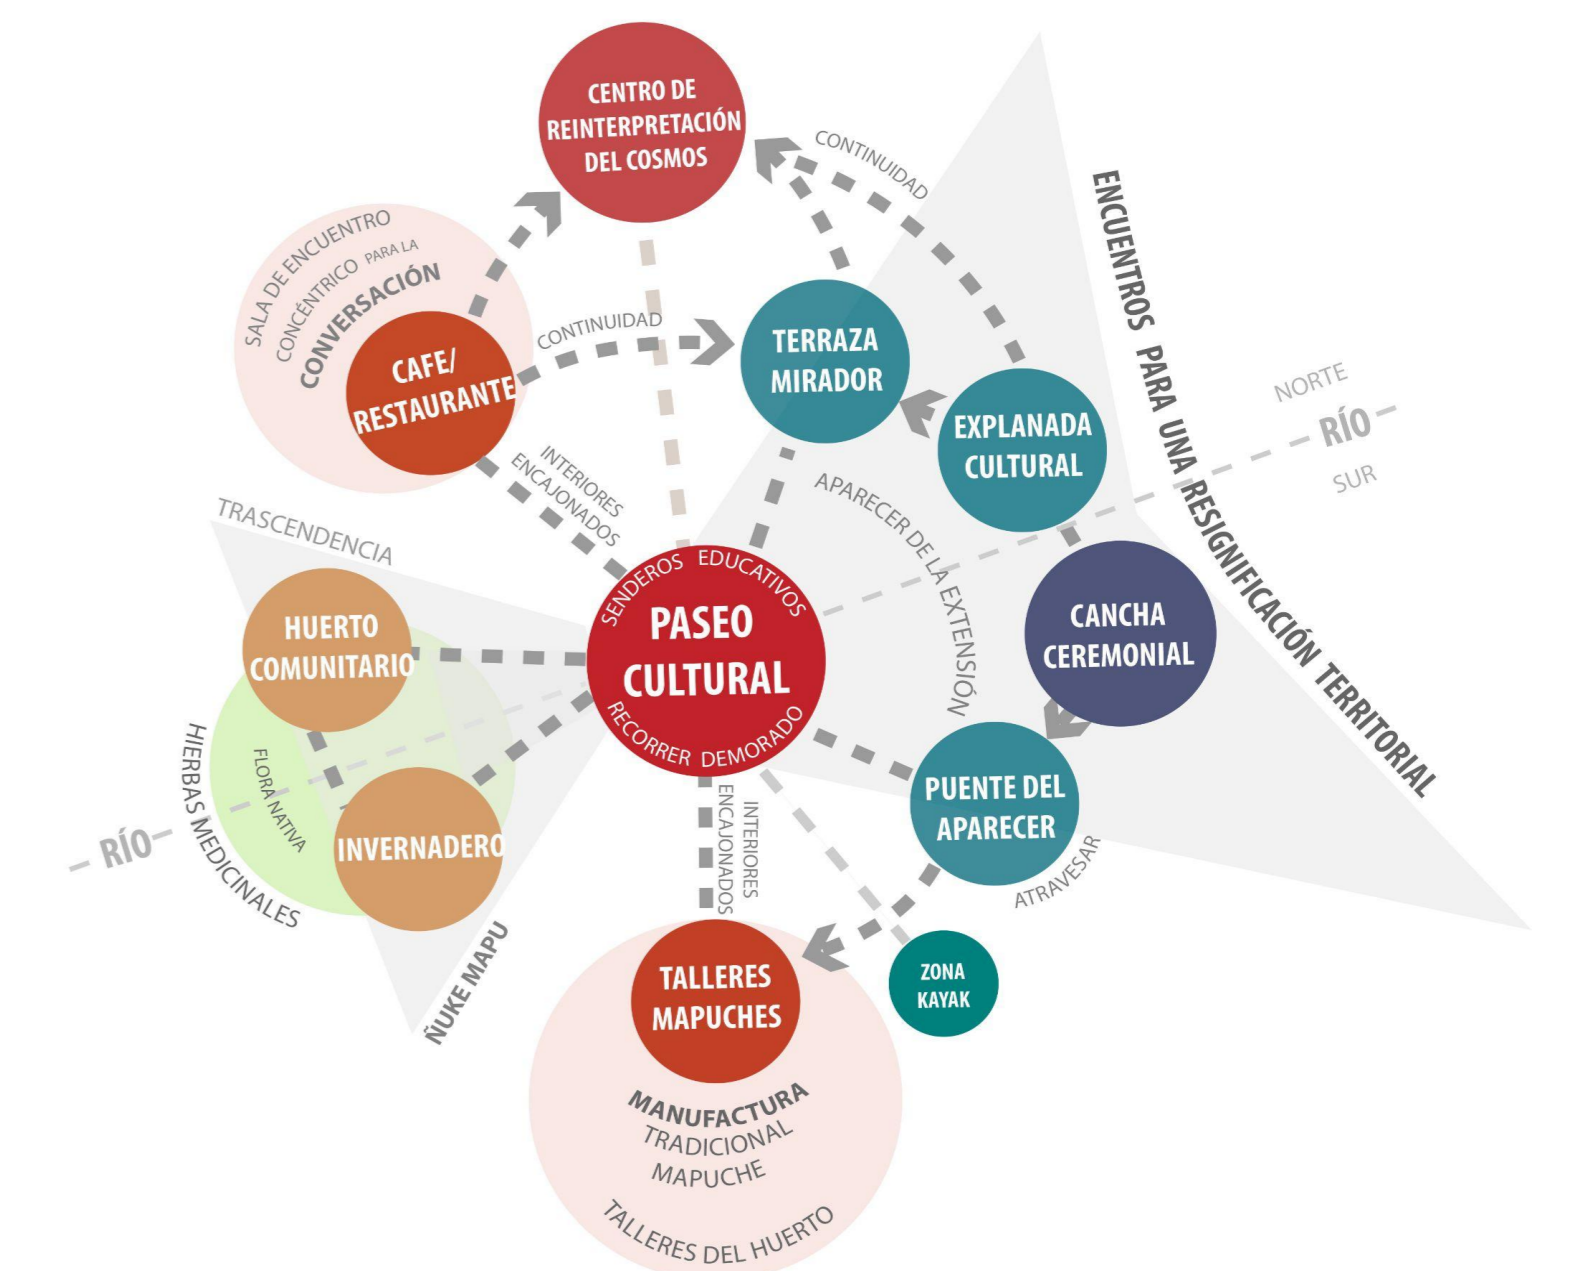 CENTRO DE
REINTERPRETACIÓN
DEL COSMOS
CONTINUIDAD
ENCUENTROS PARA UNA RESIGNIFICACIÓN TERRITORIAL
SALA DE ENCUENTRO
CONCÉNTRICO PARA LA
CONVERSACIÓN
CAFE/
RESTAURANTE
CONTINUIDAD
TERRAZA
MIRADOR
EXPLANADA
CULTURAL
NORTE
RÍO
SUR
INTERIORES
ENCAJONADOS
APARECER DE LA EXTENSIÓN
TRASCENDENCIA
SENDEROS EDUCATIVOS
PASEO
CULTURAL
RECORRER DEMORADO
HUERTO
COMUNITARIO
CANCHA
CEREMONIAL
HIERBAS MEDICINALES
FLORA NATIVA
INVERNADERO
RÍO
ÑUKE MAPU
INTERIORES
ENCAJONADOS
PUENTE DEL
APARECER
ATRAVESAR
TALLERES
MAPUCHES
ZONA
KAYAK
MANUFACTURA
TRADICIONAL
MAPUCHE
TALLERES DEL HUERTO